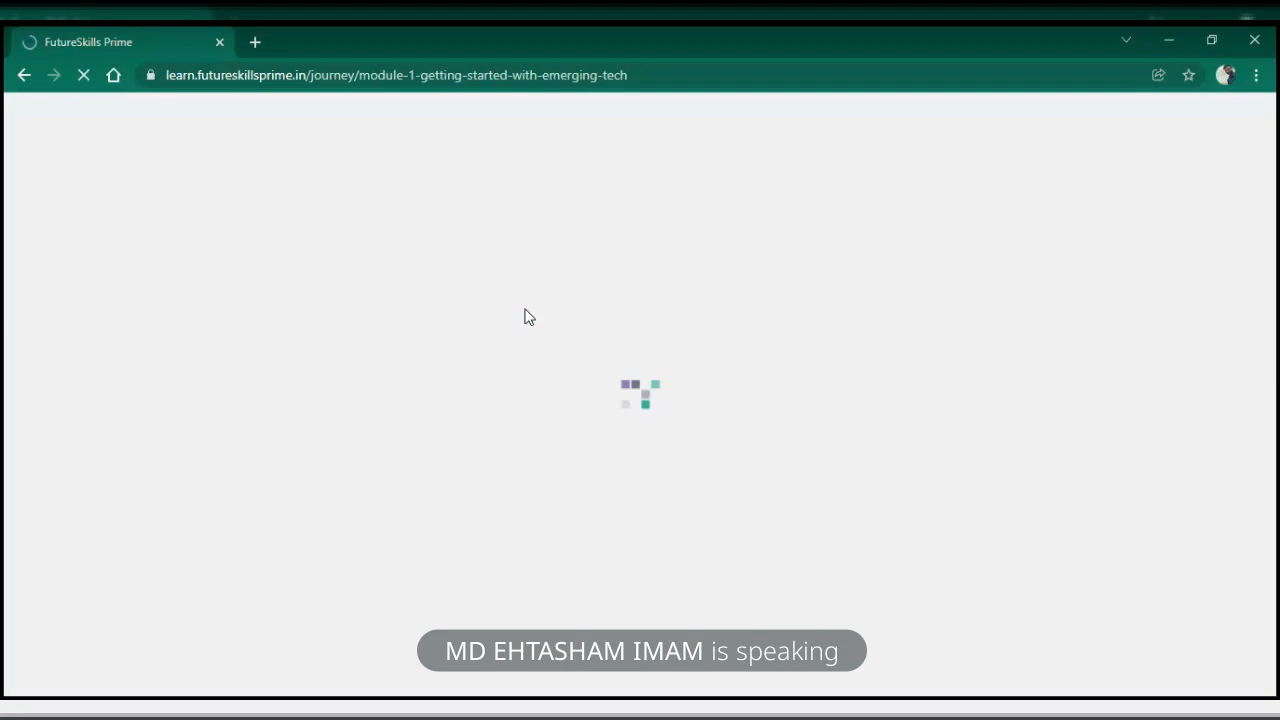 FutureSkills Prime
learn.futureskillsprime.in/journey/module-1-getting-started-with-emerging-tech
MD EHTASHAM IMAM is speaking